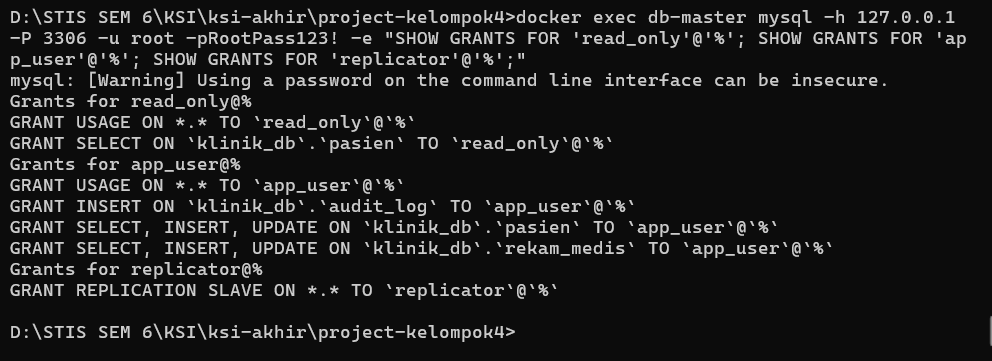 D:\STIS SEM 6\KSI\ksi-akhir\project-kelompok4>docker exec db-master mysql -h 127.0.0.1
-P 3306 -u root -pRootPass123! -e "SHOW GRANTS FOR 'read_only'@'%'; SHOW GRANTS FOR 'ap
p_user'@'%'; SHOW GRANTS FOR 'replicator'@'%';"
mysql: [Warning] Using a password on the command line interface can be insecure.
Grants for read_only@%
GRANT USAGE ON *.* TO `read_only`@`%`
GRANT SELECT ON `klinik_db`.`pasien` TO `read_only`@`%`
Grants for app_user@%
GRANT USAGE ON *.* TO `app_user`@`%`
GRANT INSERT ON `klinik_db`.`audit_log` TO `app_user`@`%`
GRANT SELECT, INSERT, UPDATE ON `klinik_db`.`pasien` TO `app_user`@`%`
GRANT SELECT, INSERT, UPDATE ON `klinik_db`.`rekam_medis` TO `app_user`@`%`
Grants for replicator@%
GRANT REPLICATION SLAVE ON *.* TO `replicator`@`%`
D:\STIS SEM 6\KSI\ksi-akhir\project-kelompok4>